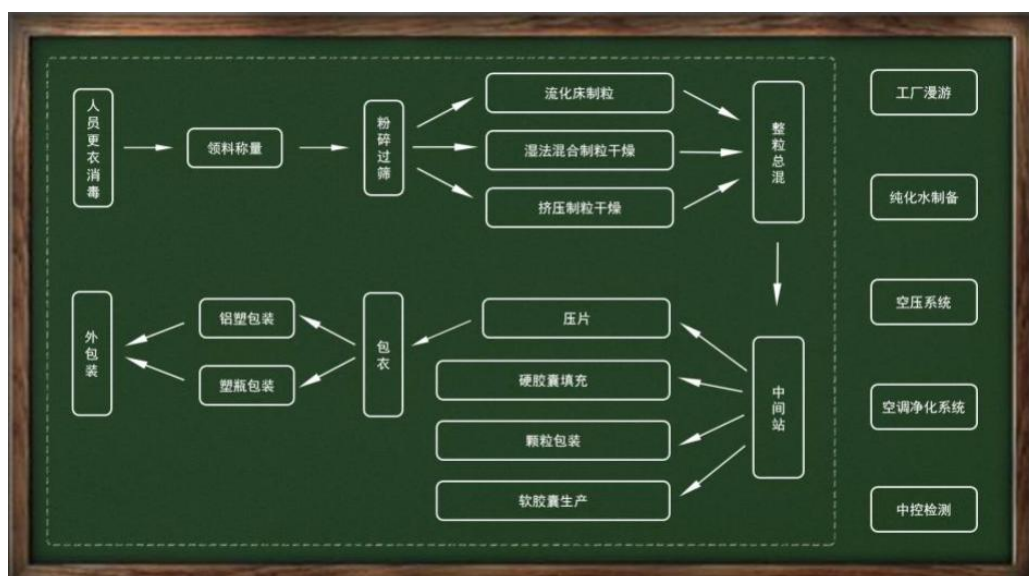 人员更衣消毒
领料称量
粉碎过筛
流化床制粒
湿法混合制粒干燥
挤压制粒干燥
整粒总混
外包装
铝塑包装
塑瓶包装
包衣
压片
硬胶囊填充
颗粒包装
软胶囊生产
中间站
工厂漫游
纯化水制备
空压系统
空调净化系统
中控检测